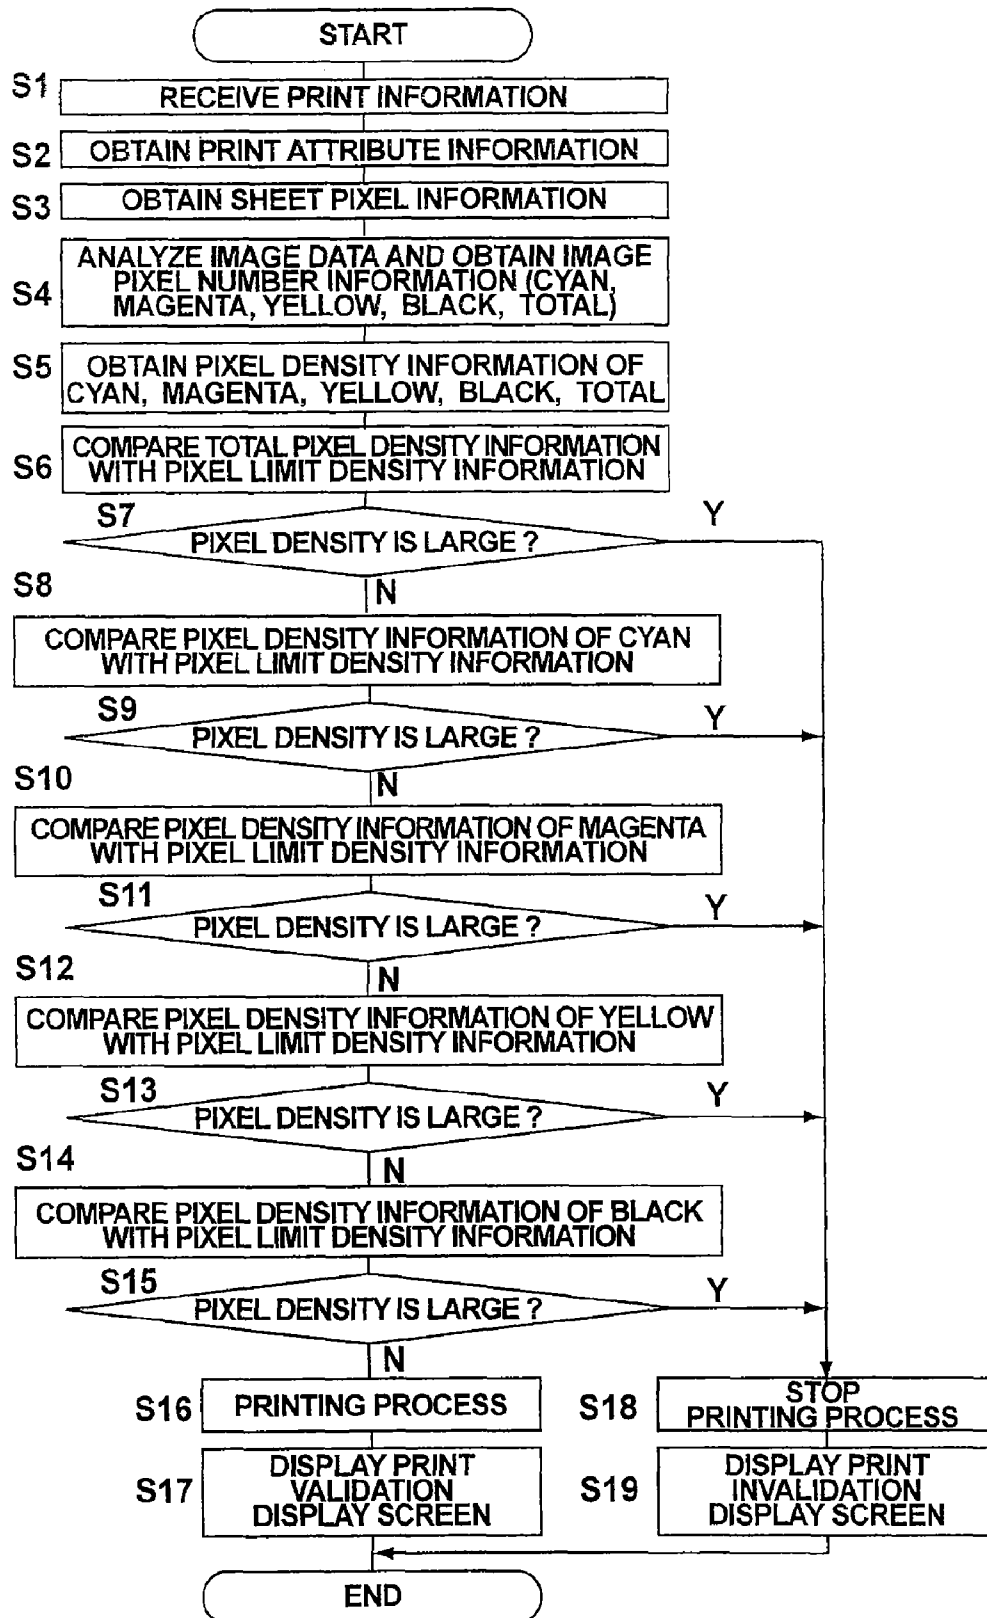 START
S1
RECEIVE PRINT INFORMATION
S2
OBTAIN PRINT ATTRIBUTE INFORMATION
S3
OBTAIN SHEET PIXEL INFORMATION
S4
ANALYZE IMAGE DATA AND OBTAIN IMAGE
PIXEL NUMBER INFORMATION (CYAN,
MAGENTA, YELLOW, BLACK, TOTAL)
S5
OBTAIN PIXEL DENSITY INFORMATION OF
CYAN, MAGENTA, YELLOW, BLACK, TOTAL
S6
COMPARE TOTAL PIXEL DENSITY INFORMATION
WITH PIXEL LIMIT DENSITY INFORMATION
S7
PIXEL DENSITY IS LARGE ?
Y
N
S8
COMPARE PIXEL DENSITY INFORMATION OF CYAN
WITH PIXEL LIMIT DENSITY INFORMATION
S9
PIXEL DENSITY IS LARGE ?
Y
N
S10
COMPARE PIXEL DENSITY INFORMATION OF MAGENTA
WITH PIXEL LIMIT DENSITY INFORMATION
S11
PIXEL DENSITY IS LARGE ?
Y
N
S12
COMPARE PIXEL DENSITY INFORMATION OF YELLOW
WITH PIXEL LIMIT DENSITY INFORMATION
S13
PIXEL DENSITY IS LARGE ?
Y
N
S14
COMPARE PIXEL DENSITY INFORMATION OF BLACK
WITH PIXEL LIMIT DENSITY INFORMATION
S15
PIXEL DENSITY IS LARGE ?
Y
N
S16
PRINTING PROCESS
S18
STOP
PRINTING PROCESS
S17
DISPLAY PRINT
VALIDATION
DISPLAY SCREEN
S19
DISPLAY PRINT
INVALIDATION
DISPLAY SCREEN
END